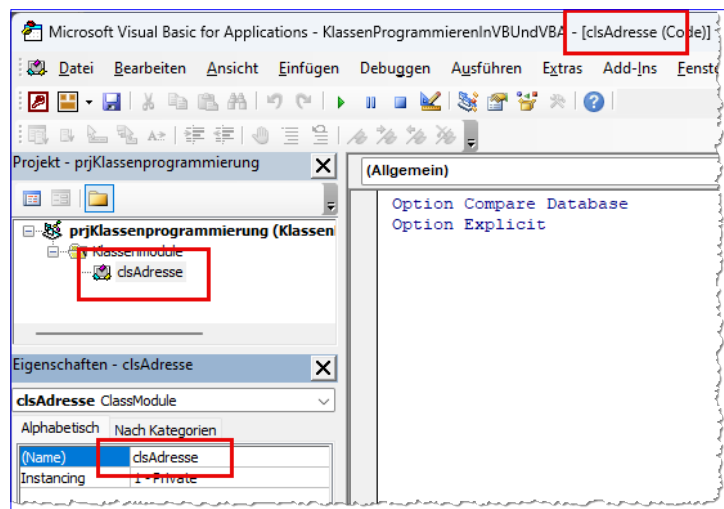 Microsoft Visual Basic for Applications - KlassenProgrammierenInVBUndVBA - [clsAdresse (Code)]
Datei Bearbeiten Ansicht Einfügen Debuggen Ausführen Extras Add-Ins Fenst
Projekt - prjKlassenprogrammierung
prjKlassenprogrammierung (Klassen
Klassenmodule
clsAdresse
Eigenschaften - clsAdresse
clsAdresse ClassModule
Alphabetisch Nach Kategorien
(Name) clsAdresse
Instancing 1 - Private
(Allgemein)
Option Compare Database
Option Explicit